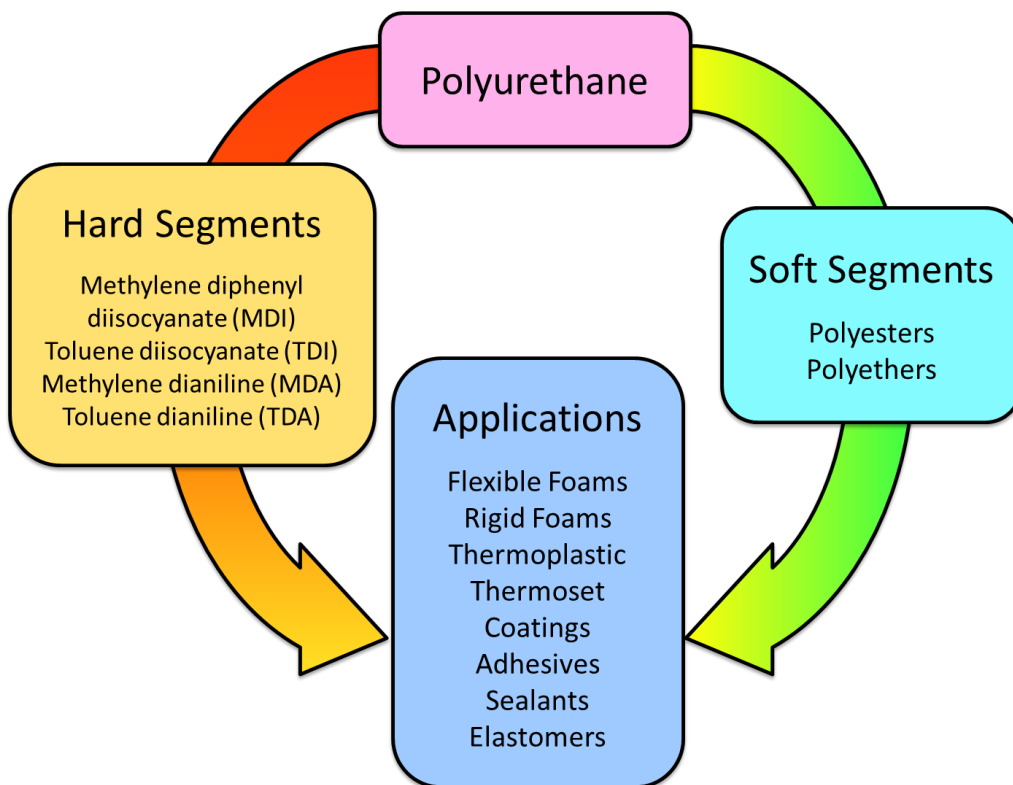 Polyurethane
Hard Segments
Methylene diphenyl
diisocyanate (MDI)
Toluene diisocyanate (TDI)
Methylene dianiline (MDA)
Toluene dianiline (TDA)
Soft Segments
Polyesters
Polyethers
Applications
Flexible Foams
Rigid Foams
Thermoplastic
Thermoset
Coatings
Adhesives
Sealants
Elastomers